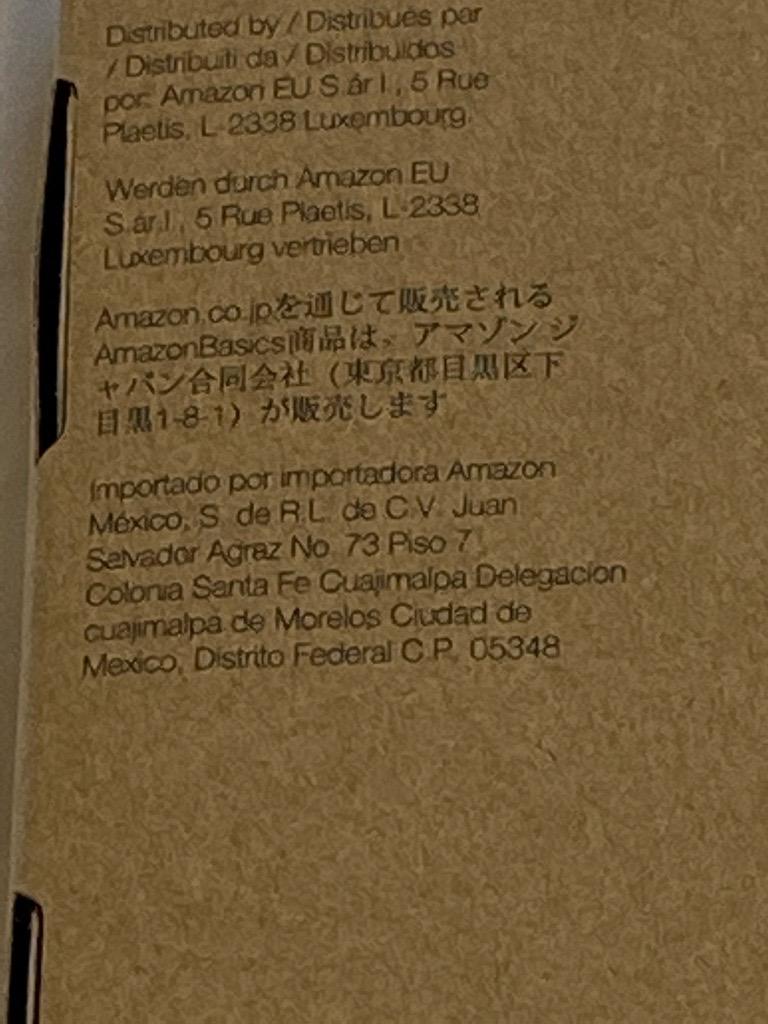 Distributed by / Distribués par
/ Distribuiti da / Distribuidos
por: Amazon EU S.àr.l., 5 Rue
Plaetis, L-2338 Luxembourg.
Werden durch Amazon EU
S.àr.l., 5 Rue Plaetis, L-2338
Luxembourg vertrieben
Amazon.co.jpを通じて販売される
AmazonBasics商品は、アマゾン ジ
ャパン合同会社（東京都目黒区下
目黒1-8-1）が販売します
Importado por importadora Amazon
México, S. de R.L. de C.V. Juan
Salvador Agraz No. 73 Piso 7,
Colonia Santa Fe Cuajimalpa Delegacion
cuajimalpa de Morelos Ciudad de
Mexico, Distrito Federal C.P. 05348